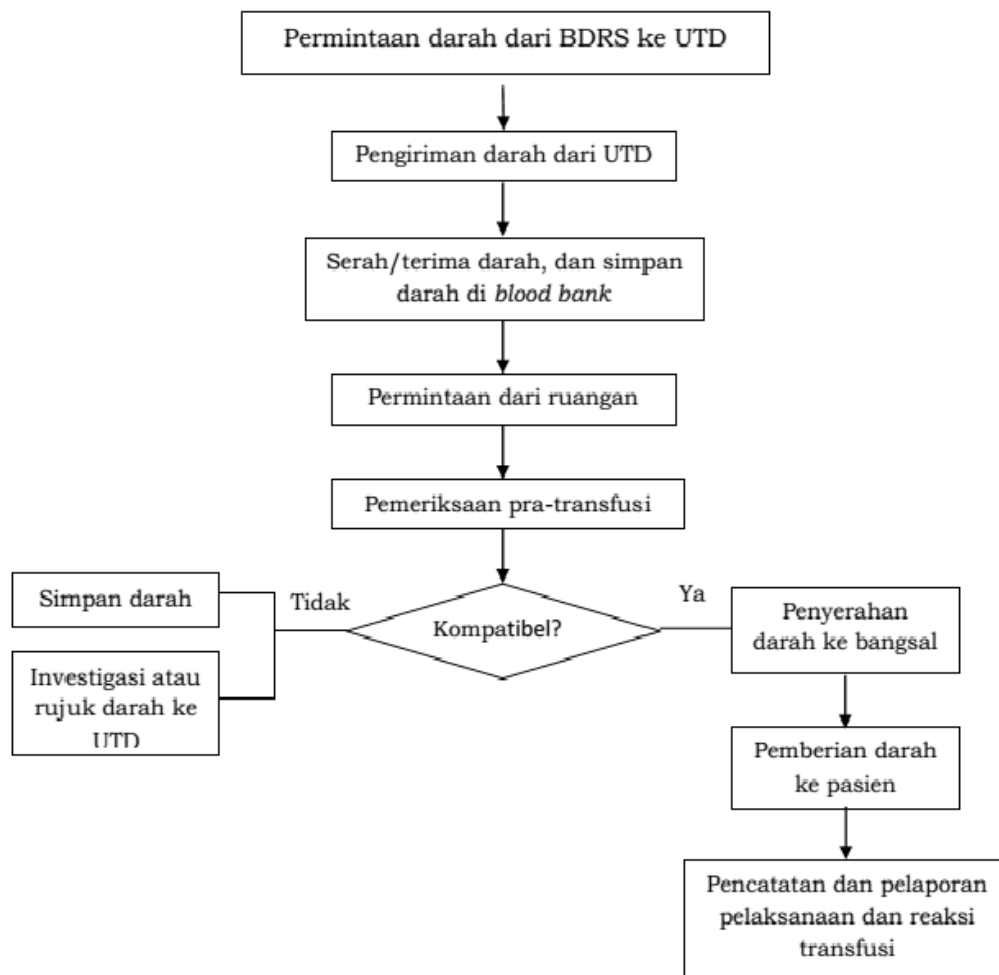 Permintaan darah dari BDRS ke UTD
Pengiriman darah dari UTD
Serah/terima darah, dan simpan
darah di blood bank
Permintaan dari ruangan
Pemeriksaan pra-transfusi
Kompatibel?
Tidak
Simpan darah
Investigasi atau
rujuk darah ke
UTD
Ya
Penyerahan
darah ke bangsal
Pemberian darah
ke pasien
Pencatatan dan pelaporan
pelaksanaan dan reaksi
transfusi